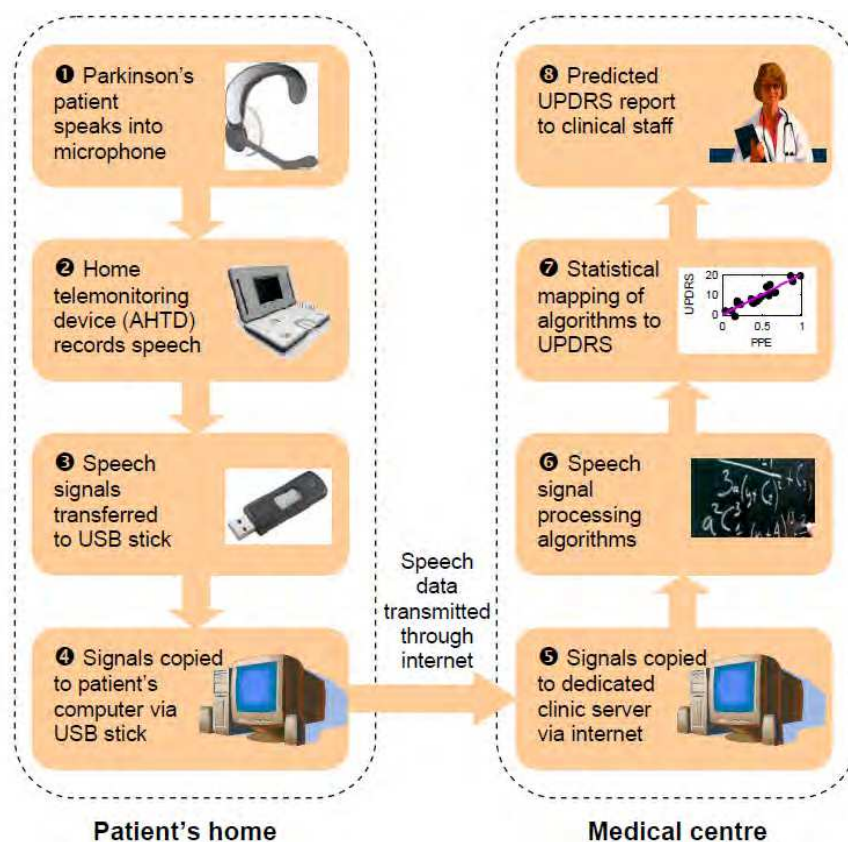 ❶ Parkinson's
patient
speaks into
microphone
❷ Home
telemonitoring
device (AHTD)
records speech
❸ Speech
signals
transferred
to USB stick
❹ Signals copied
to patient's
computer via
USB stick
Speech
data
transmitted
through
internet
❺ Signals copied
to dedicated
clinic server
via internet
❻ Speech
signal
processing
algorithms
❼ Statistical
mapping of
algorithms to
UPDRS
UPDRS
20
10
0
0 0.5 1
PPE
❽ Predicted
UPDRS report
to clinical staff
Patient's home
Medical centre